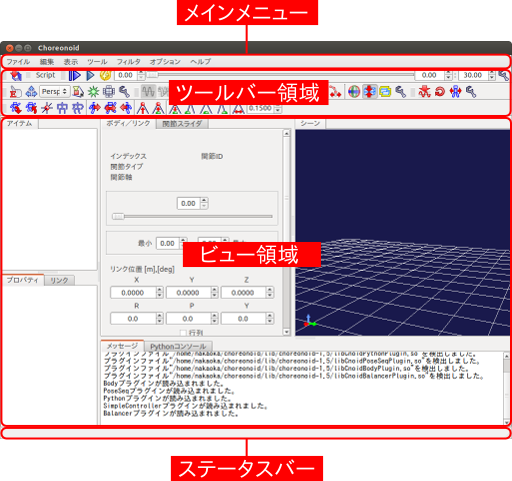 メインメニュー
Choreonoid
ファイル 編集 表示 ツール フィルタ オプション ヘルプ
Script 0.00 0.00 30.00
ツールバー領域
Persp
0.1500
アイテム ボディ／リンク 関節スライダ シーン
インデックス 関節ID
関節タイプ
関節軸
0.00
最小 0.00
ビュー領域
リンク位置 [m],[deg]
X Y Z
0.0000 0.0000 0.0000
R P Y
0.0 0.0 0.0
行列
プロパティ リンク
メッセージ Pythonコンソール
プラグインファイル"/home/nakaoka/choreonoid/lib/choreonoid-1.5/libCnoidPythonPlugin.so"を検出しました。
プラグインファイル"/home/nakaoka/choreonoid/lib/choreonoid-1.5/libCnoidPoseSeqPlugin.so"を検出しました。
プラグインファイル"/home/nakaoka/choreonoid/lib/choreonoid-1.5/libCnoidBodyPlugin.so"を検出しました。
プラグインファイル"/home/nakaoka/choreonoid/lib/choreonoid-1.5/libCnoidBalancerPlugin.so"を検出しました。
Bodyプラグインが読み込まれました。
PoseSeqプラグインが読み込まれました。
Pythonプラグインが読み込まれました。
SimpleControllerプラグインが読み込まれました。
Balancerプラグインが読み込まれました。
ステータスバー